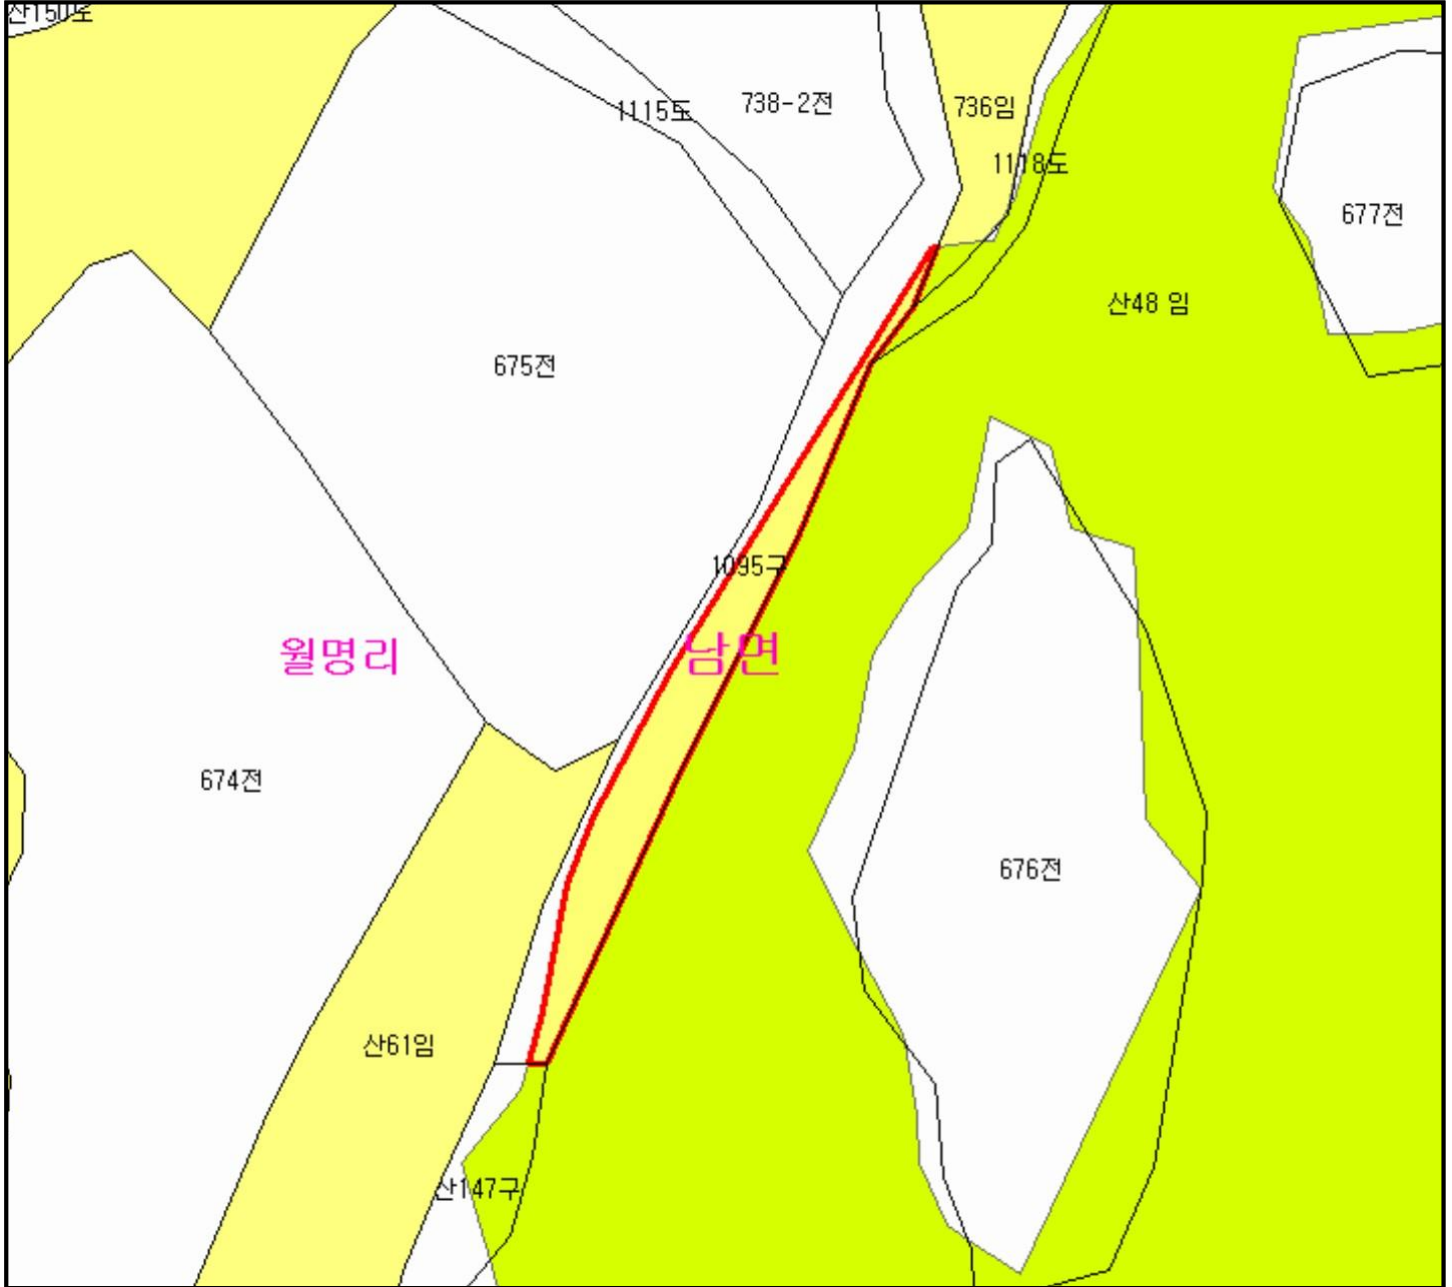 산150도
1115도
738-2전
736임
1118도
677전
산48 임
675전
1095구
월명리
남면
674전
676전
산61임
산147구